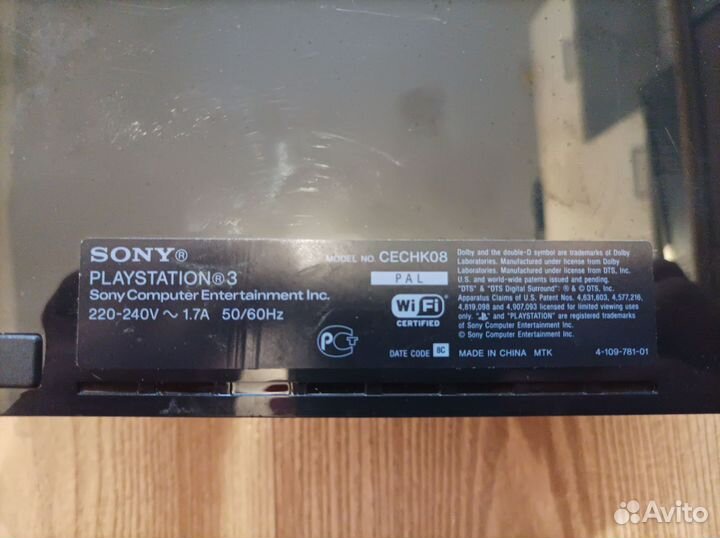 SONY®
PLAYSTATION®3
Sony Computer Entertainment Inc.
220-240V ~ 1.7A 50/60Hz
MODEL NO. CECHK08
PAL
Wi Fi
CERTIFIED
DATE CODE 8C
Dolby and the double-D symbol are trademarks of Dolby
Laboratories. Manufactured under license from Dolby
Laboratories. Manufactured under license from DTS, Inc.
U.S. and world-wide patents issued and pending.
"DTS" & "DTS Digital Surround": ® & © DTS, Inc.
Apparatus Claims of U.S. Patent Nos. 4,631,603, 4,577,216,
4,819,098 and 4,907,093 licensed for limited viewing uses
only. " " and "PLAYSTATION" are registered trademarks
of Sony Computer Entertainment Inc.
© Sony Computer Entertainment Inc.
MADE IN CHINA MTK 4-109-781-01
Avito